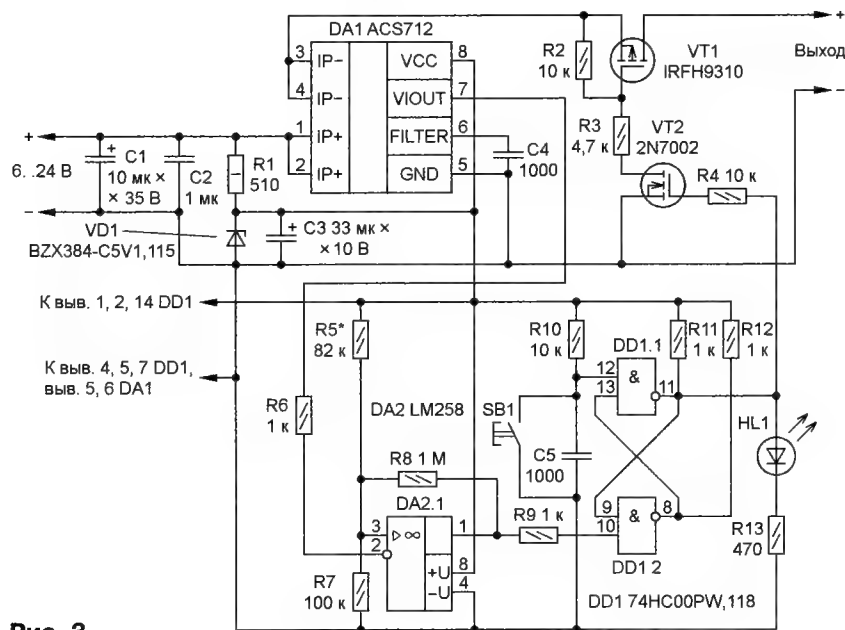 DA1 ACS712
3 IP–
4 IP–
1 IP+
2 IP+
VCC 8
VIOUT 7
FILTER 6
GND 5
R2
10 к
VT1
IRFH9310
+
Выход
–
R3
4,7 к
VT2
2N7002
R4 10 к
C4
1000
+
6. .24 В
–
C1
10 мк ×
× 35 В
C2
1 мк
R1
510
VD1
BZX384-C5V1,115
C3 33 мк ×
× 10 В
К выв. 1, 2, 14 DD1
К выв. 4, 5, 7 DD1,
выв. 5, 6 DA1
R5*
82 к
R6
1 к
DA2 LM258
R8 1 М
DA2.1
3
2
▷ ∞
1
+U 8
–U 4
R7
100 к
R9 1 к
R10
10 к
SB1
C5
1000
DD1.1
12
13
&
11
R11
1 к
R12
1 к
9
10
&
8
DD1 2
HL1
R13
470
DD1 74HC00PW,118